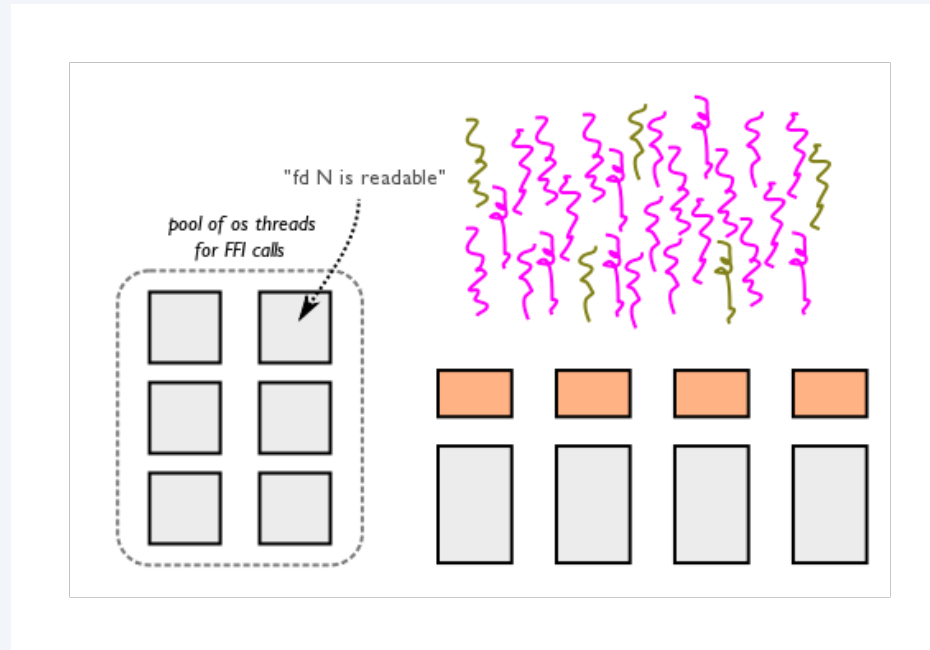 "fd N is readable"
pool of os threads
for FFI calls